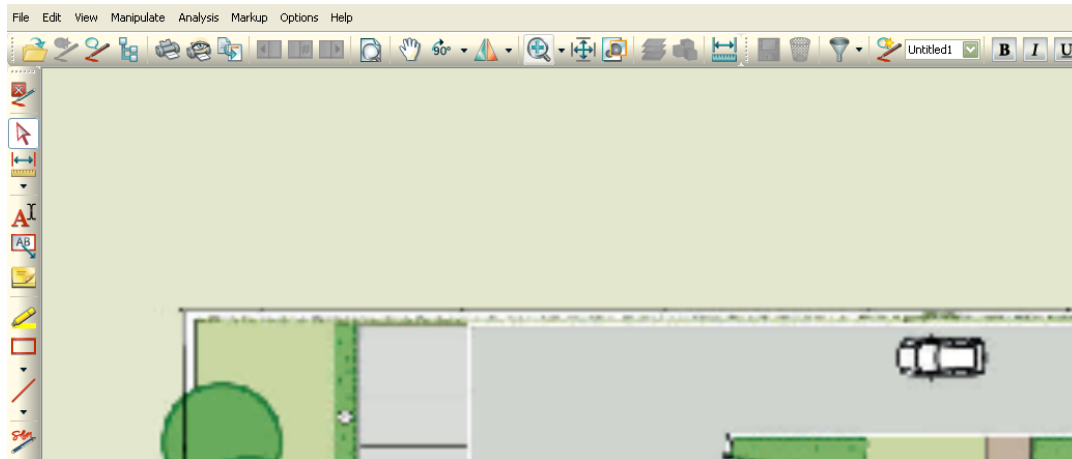 File Edit View Manipulate Analysis Markup Options Help
90° Untitled1 B I U
A
AB